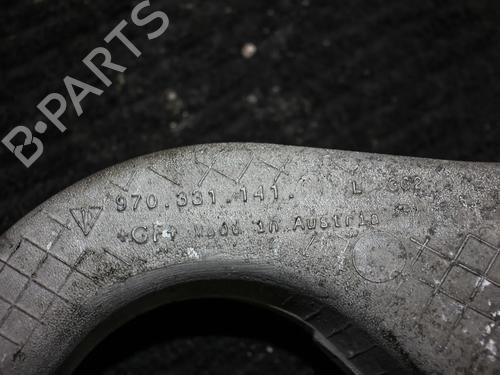 B-PARTS
970.331.141. L
+GF+ Made in Austria